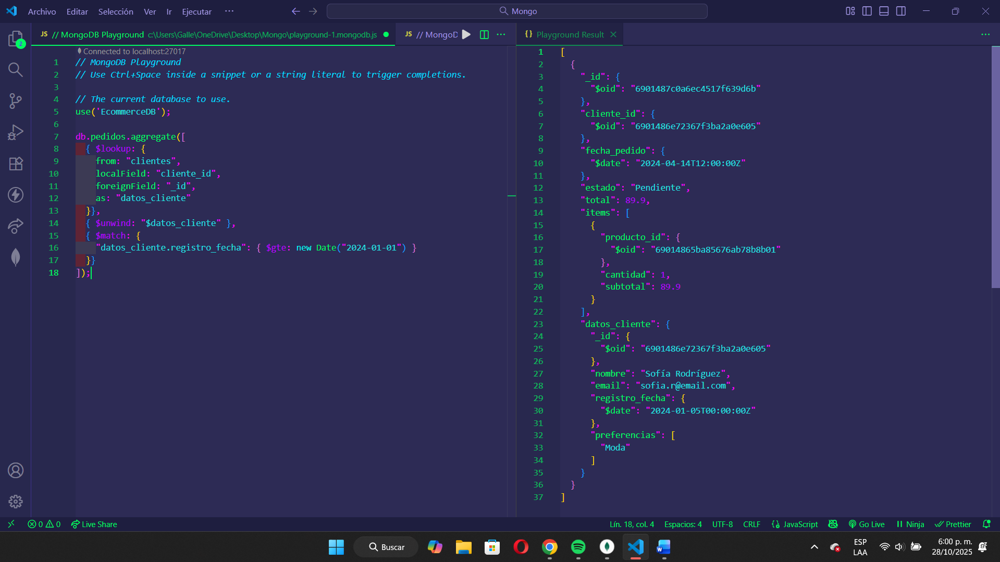 Archivo Editar Selección Ver Ir Ejecutar ··· Mongo
JS // MongoDB Playground c:\Users\Galle\OneDrive\Desktop\Mongo\playground-1.mongodb.js
JS // MongoD
{} Playground Result
2
Connected to localhost:27017
1 // MongoDB Playground
2 // Use Ctrl+Space inside a snippet or a string literal to trigger completions.
3
4 // The current database to use.
5 use('EcommerceDB');
6
7 db.pedidos.aggregate([
8 { $lookup: {
9 from: "clientes",
10 localField: "cliente_id",
11 foreignField: "_id",
12 as: "datos_cliente"
13 }},
14 { $unwind: "$datos_cliente" },
15 { $match: {
16 "datos_cliente.registro_fecha": { $gte: new Date("2024-01-01") }
17 }}
18 ]);
1 [
2 {
3 "_id": {
4 "$oid": "6901487c0a6ec4517f639d6b"
5 },
6 "cliente_id": {
7 "$oid": "6901486e72367f3ba2a0e605"
8 },
9 "fecha_pedido": {
10 "$date": "2024-04-14T12:00:00Z"
11 },
12 "estado": "Pendiente",
13 "total": 89.9,
14 "items": [
15 {
16 "producto_id": {
17 "$oid": "69014865ba85676ab78b8b01"
18 },
19 "cantidad": 1,
20 "subtotal": 89.9
21 }
22 ],
23 "datos_cliente": {
24 "_id": {
25 "$oid": "6901486e72367f3ba2a0e605"
26 },
27 "nombre": "Sofía Rodríguez",
28 "email": "sofia.r@email.com",
29 "registro_fecha": {
30 "$date": "2024-01-05T00:00:00Z"
31 },
32 "preferencias": [
33 "Moda"
34 ]
35 }
36 }
37 ]
0 0 Live Share
Lín. 18, col. 4 Espacios: 4 UTF-8 CRLF {} JavaScript Go Live Ninja Prettier
Buscar
W
ESP
LAA
6:00 p. m.
28/10/2025